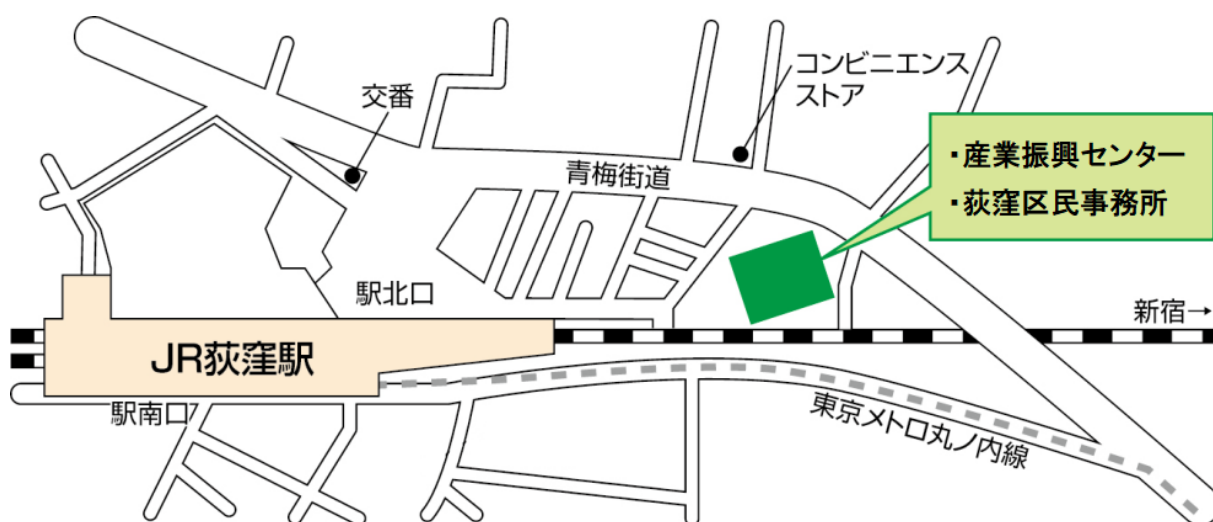 交番
コンビニエンス
ストア
・産業振興センター
・荻窪区民事務所
青梅街道
駅北口
新宿→
JR荻窪駅
駅南口
東京メトロ丸ノ内線